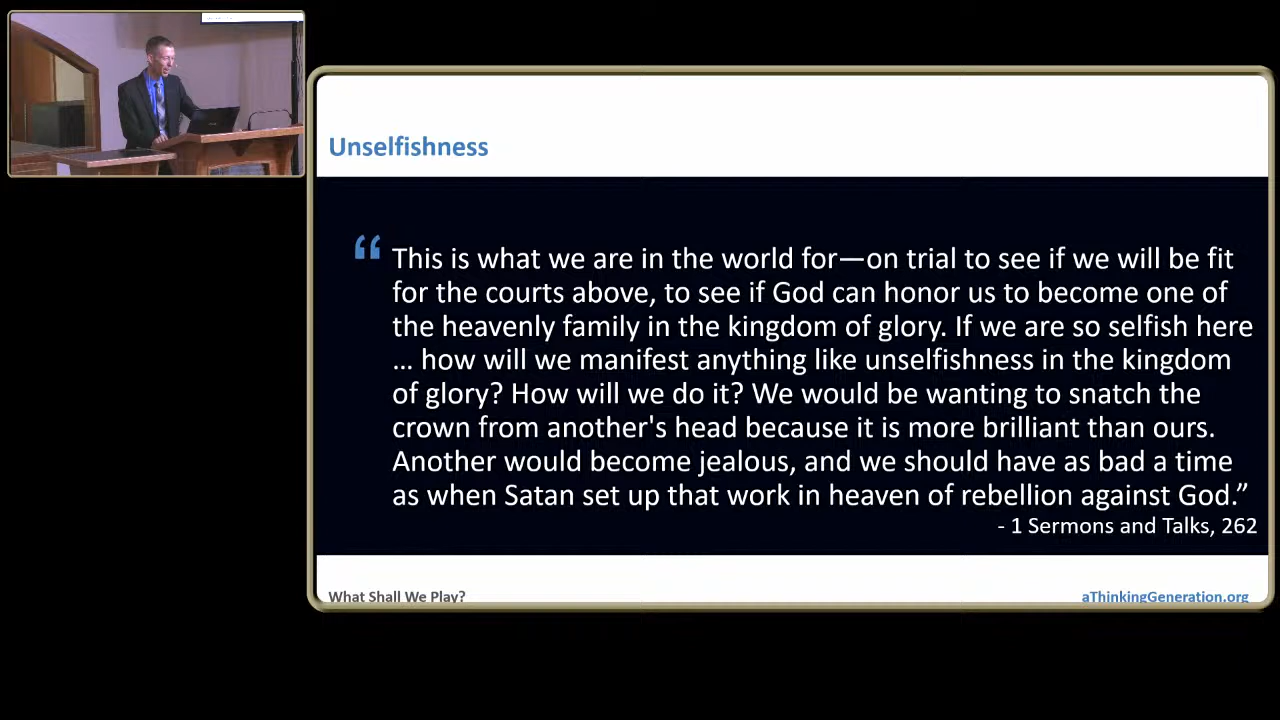 Unselfishness
“ This is what we are in the world for—on trial to see if we will be fit
for the courts above, to see if God can honor us to become one of
the heavenly family in the kingdom of glory. If we are so selfish here
... how will we manifest anything like unselfishness in the kingdom
of glory? How will we do it? We would be wanting to snatch the
crown from another's head because it is more brilliant than ours.
Another would become jealous, and we should have as bad a time
as when Satan set up that work in heaven of rebellion against God.”
- 1 Sermons and Talks, 262
What Shall We Play?
aThinkingGeneration.org